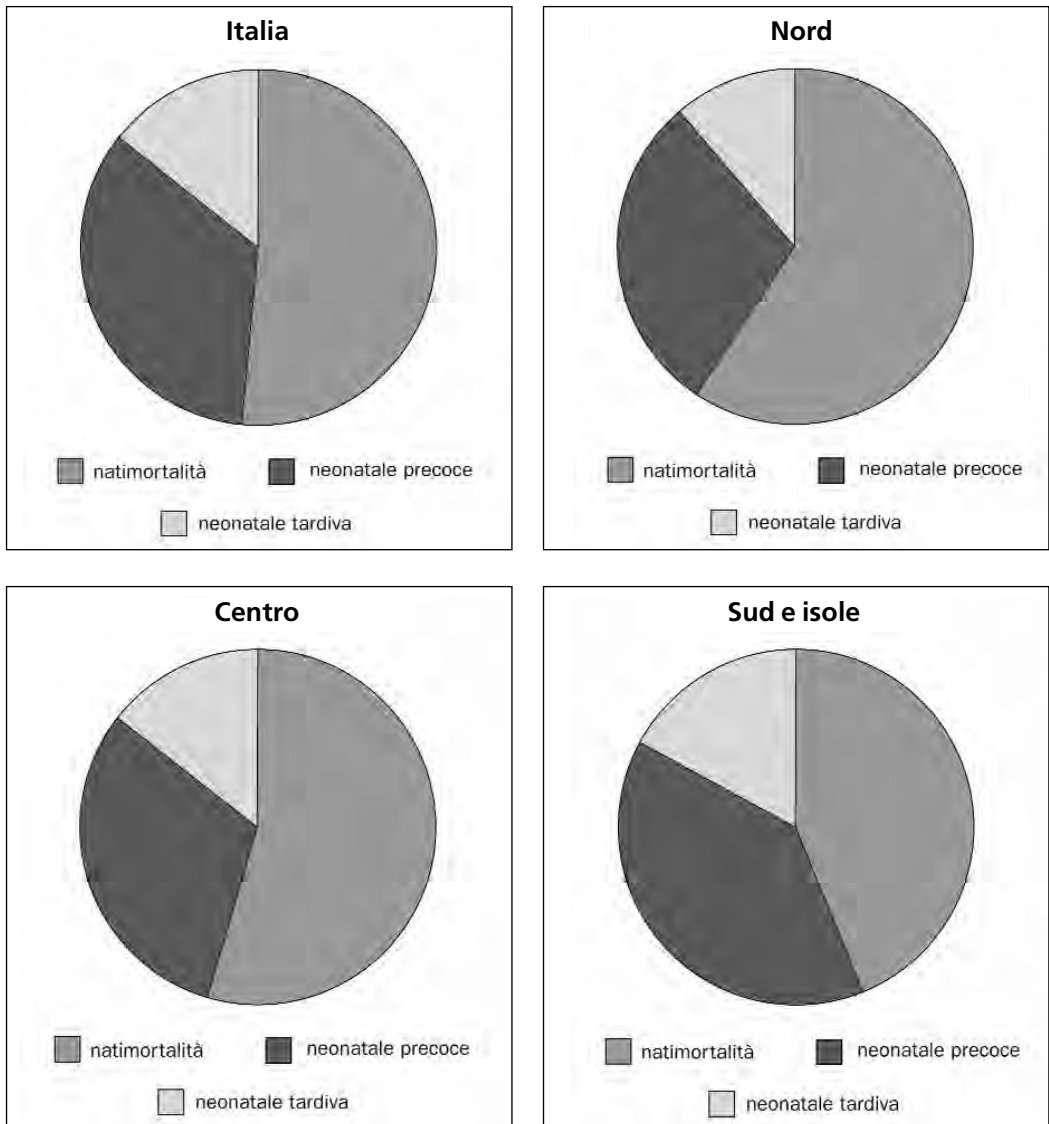 Italia
natimortalità neonatale precoce
neonatale tardiva
Nord
natimortalità neonatale precoce
neonatale tardiva
Centro
natimortalità neonatale precoce
neonatale tardiva
Sud e isole
natimortalità neonatale precoce
neonatale tardiva